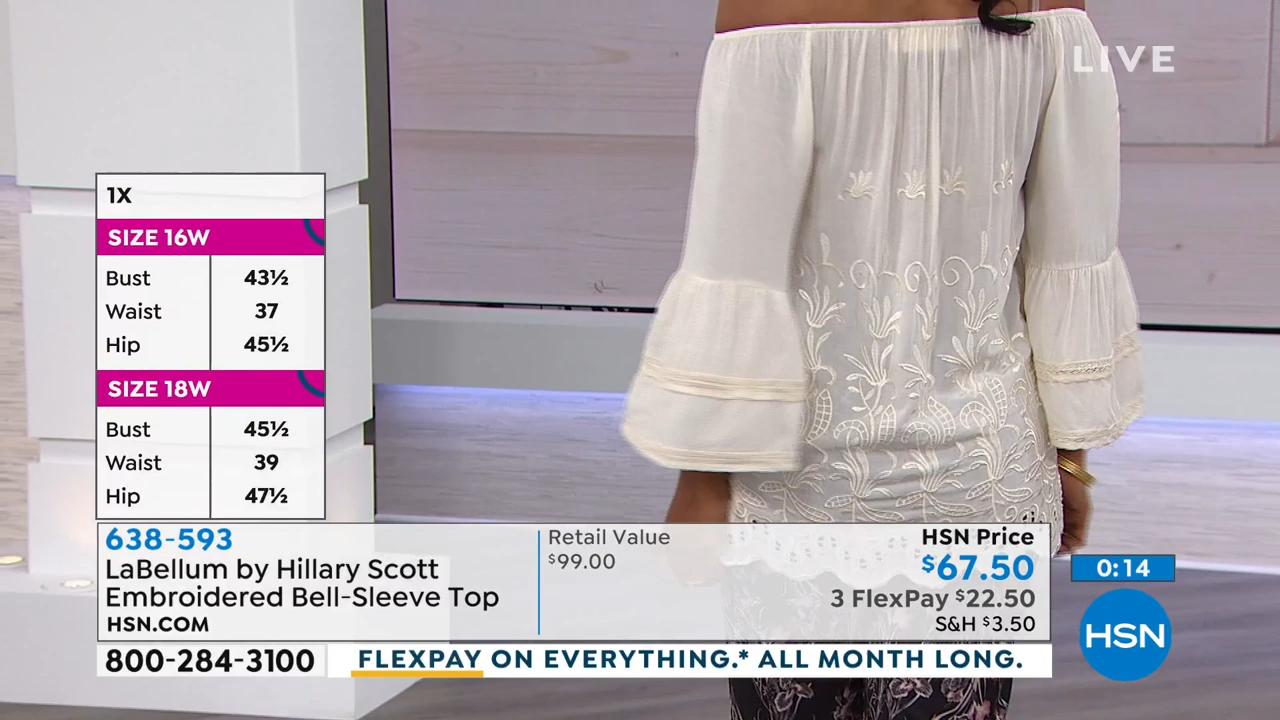 LIVE
1X
SIZE 16W
Bust 43½
Waist 37
Hip 45½
SIZE 18W
Bust 45½
Waist 39
Hip 47½
638-593
LaBellum by Hillary Scott
Embroidered Bell-Sleeve Top
HSN.COM
Retail Value
$99.00
HSN Price
$67.50
3 FlexPay $22.50
S&H $3.50
0:14
HSN
800-284-3100
FLEXPAY ON EVERYTHING.* ALL MONTH LONG.